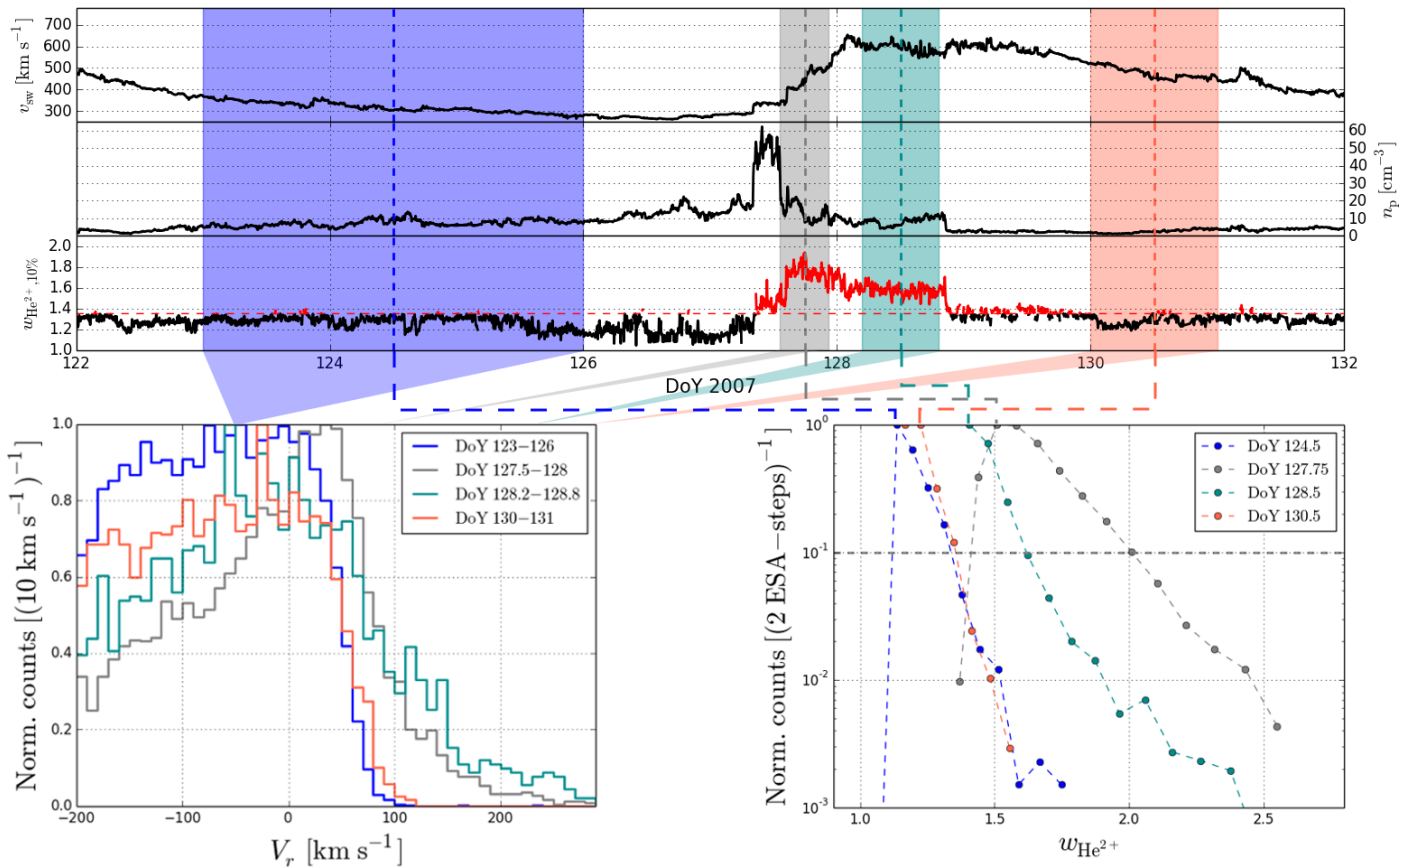 v_sw [km s⁻¹]
700
600
500
400
300
60
50
40
30
20
10
0
n_p [cm⁻³]
w_He²⁺,10%
2.0
1.8
1.6
1.4
1.2
1.0
122 124 126 128 130 132
DoY 2007
Norm. counts [(10 km s⁻¹)⁻¹]
1.0
0.8
0.6
0.4
0.2
0.0
DoY 123−126
DoY 127.5−128
DoY 128.2−128.8
DoY 130−131
−200 −100 0 100 200
V_r [km s⁻¹]
Norm. counts [(2 ESA−steps)⁻¹]
10⁰
10⁻¹
10⁻²
10⁻³
DoY 124.5
DoY 127.75
DoY 128.5
DoY 130.5
1.0 1.5 2.0 2.5
w_He²⁺